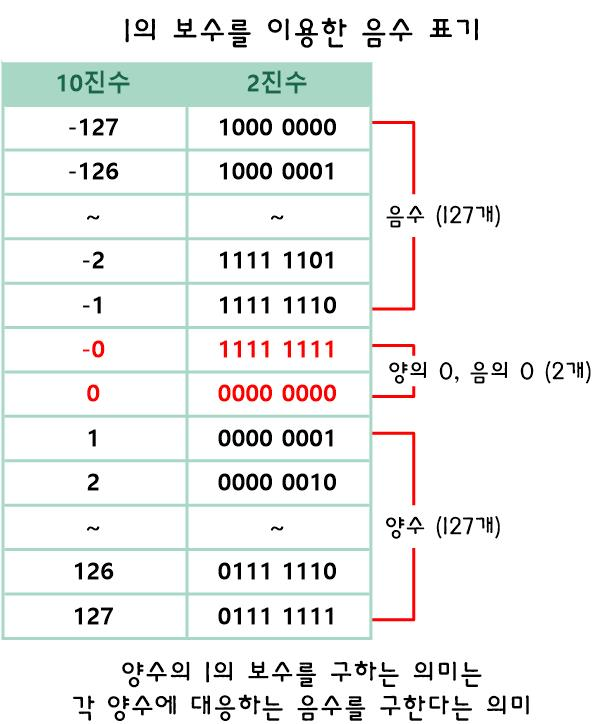 1의 보수를 이용한 음수 표기
10진수 2진수
-127 1000 0000
-126 1000 0001
~ ~
음수 (127개)
-2 1111 1101
-1 1111 1110
-0 1111 1111
양의 0, 음의 0 (2개)
0 0000 0000
1 0000 0001
2 0000 0010
~ ~
양수 (127개)
126 0111 1110
127 0111 1111
양수의 1의 보수를 구하는 의미는
각 양수에 대응하는 음수를 구한다는 의미